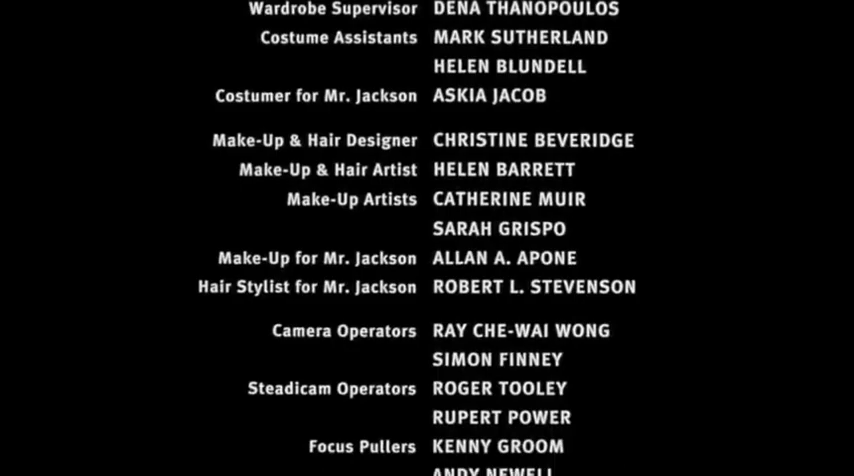 Wardrobe Supervisor DENA THANOPOULOS
Costume Assistants MARK SUTHERLAND
HELEN BLUNDELL
Costumer for Mr. Jackson ASKIA JACOB
Make-Up & Hair Designer CHRISTINE BEVERIDGE
Make-Up & Hair Artist HELEN BARRETT
Make-Up Artists CATHERINE MUIR
SARAH GRISPO
Make-Up for Mr. Jackson ALLAN A. APONE
Hair Stylist for Mr. Jackson ROBERT L. STEVENSON
Camera Operators RAY CHE-WAI WONG
SIMON FINNEY
Steadicam Operators ROGER TOOLEY
RUPERT POWER
Focus Pullers KENNY GROOM
ANDY NEWELL